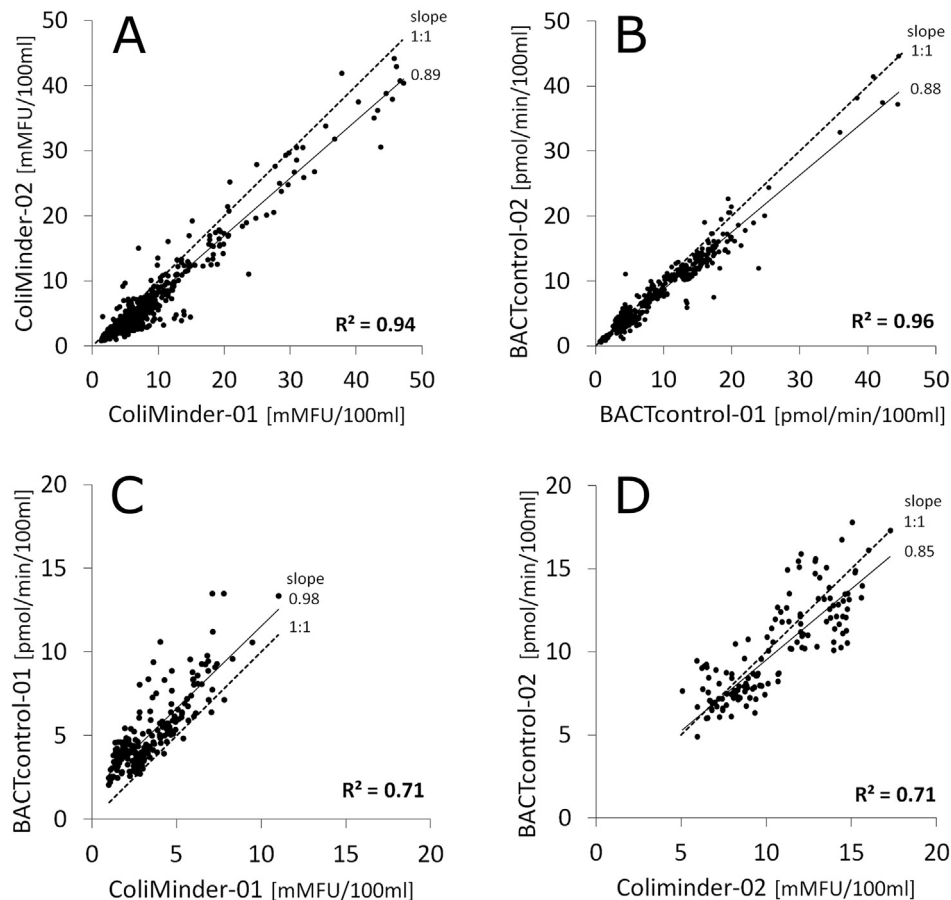 A
slope
1:1
0.89
50
40
30
20
10
0
ColiMinder-02 [mMFU/100ml]
R² = 0.94
0 10 20 30 40 50
ColiMinder-01 [mMFU/100ml]
B
slope
1:1
0.88
50
40
30
20
10
0
BACTcontrol-02 [pmol/min/100ml]
R² = 0.96
0 10 20 30 40 50
BACTcontrol-01 [pmol/min/100ml]
C
slope
0.98
1:1
20
15
10
5
0
BACTcontrol-01 [pmol/min/100ml]
R² = 0.71
0 5 10 15 20
ColiMinder-01 [mMFU/100ml]
D
slope
1:1
0.85
20
15
10
5
0
BACTcontrol-02 [pmol/min/100ml]
R² = 0.71
0 5 10 15 20
Coliminder-02 [mMFU/100ml]